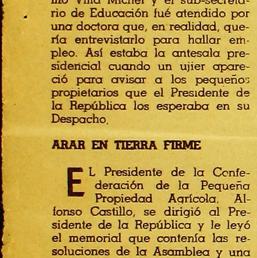 mo Villa Michel y el sub-secreta-
rio de Educación fué atendido por
una doctora que, en realidad, que-
ría entrevistarlo para hallar em-
pleo. Así estaba la antesala pre-
sidencial cuando un ujier apare-
ció para avisar a los pequeños
propietarios que el Presidente de
la República los esperaba en su
Despacho.
ARAR EN TIERRA FIRME
EL Presidente de la Confe-
deración de la Pequeña
Propiedad Agrícola, Al-
fonso Castillo, se dirigió al Pre-
sidente de la República y le leyó
el memorial que contenía las re-
soluciones de la Asamblea y una